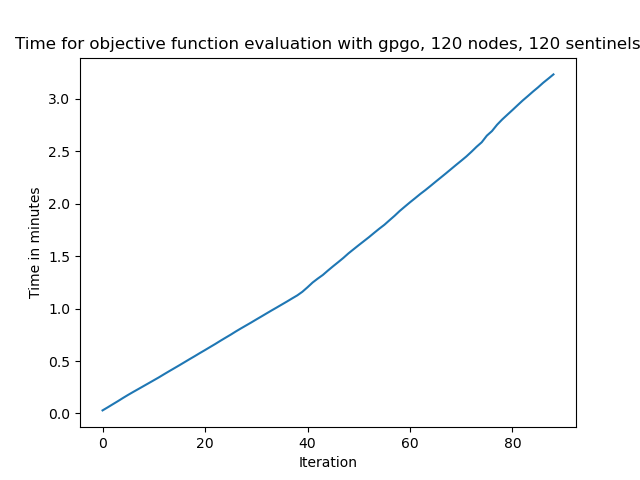 Time for objective function evaluation with gpgo, 120 nodes, 120 sentinels
3.0
2.5
2.0
1.5
1.0
0.5
0.0
Time in minutes
0 20 40 60 80
Iteration